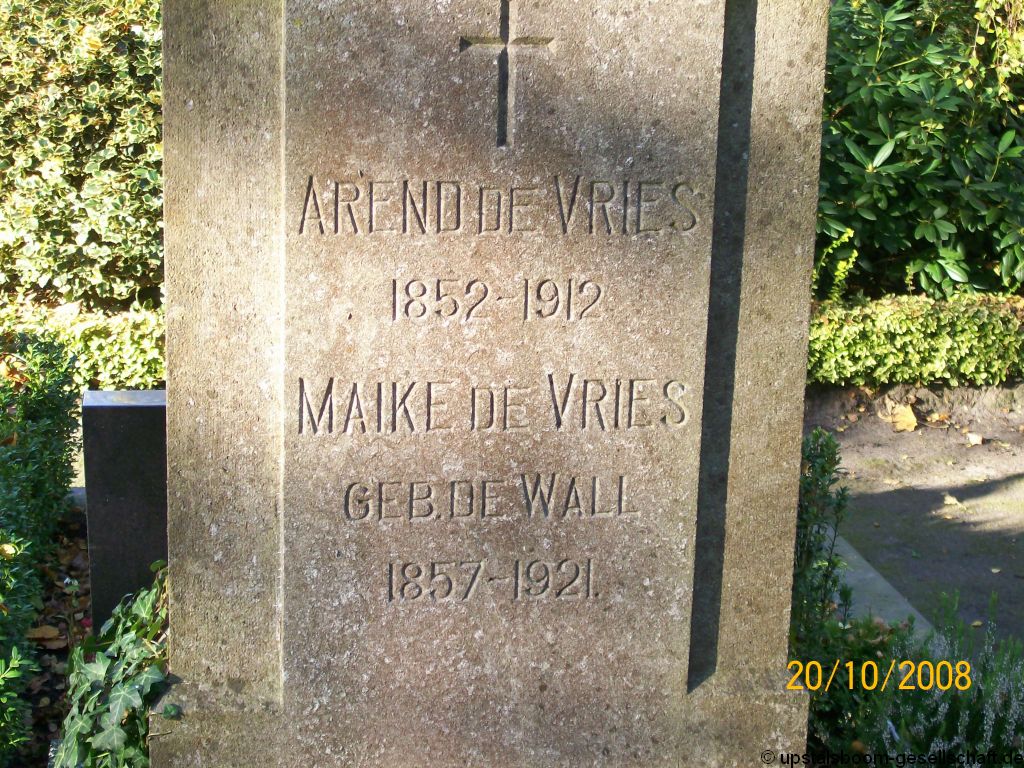 AREND DE VRIES
1852-1912
MAIKE DE VRIES
GEB. DE WALL
1857-1921.
20/10/2008
© upstalsboom-gesellschaft.de